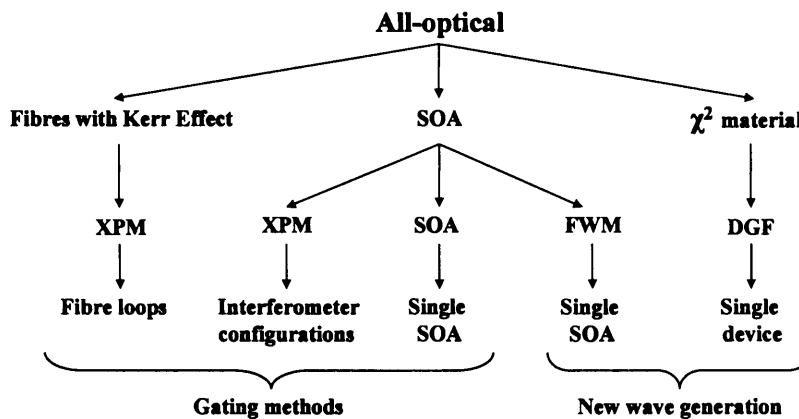 All-optical
Fibres with Kerr Effect
SOA
χ² material
XPM
XPM
SOA
FWM
DGF
Fibre loops
Interferometer
configurations
Single
SOA
Single
SOA
Single
device
Gating methods
New wave generation